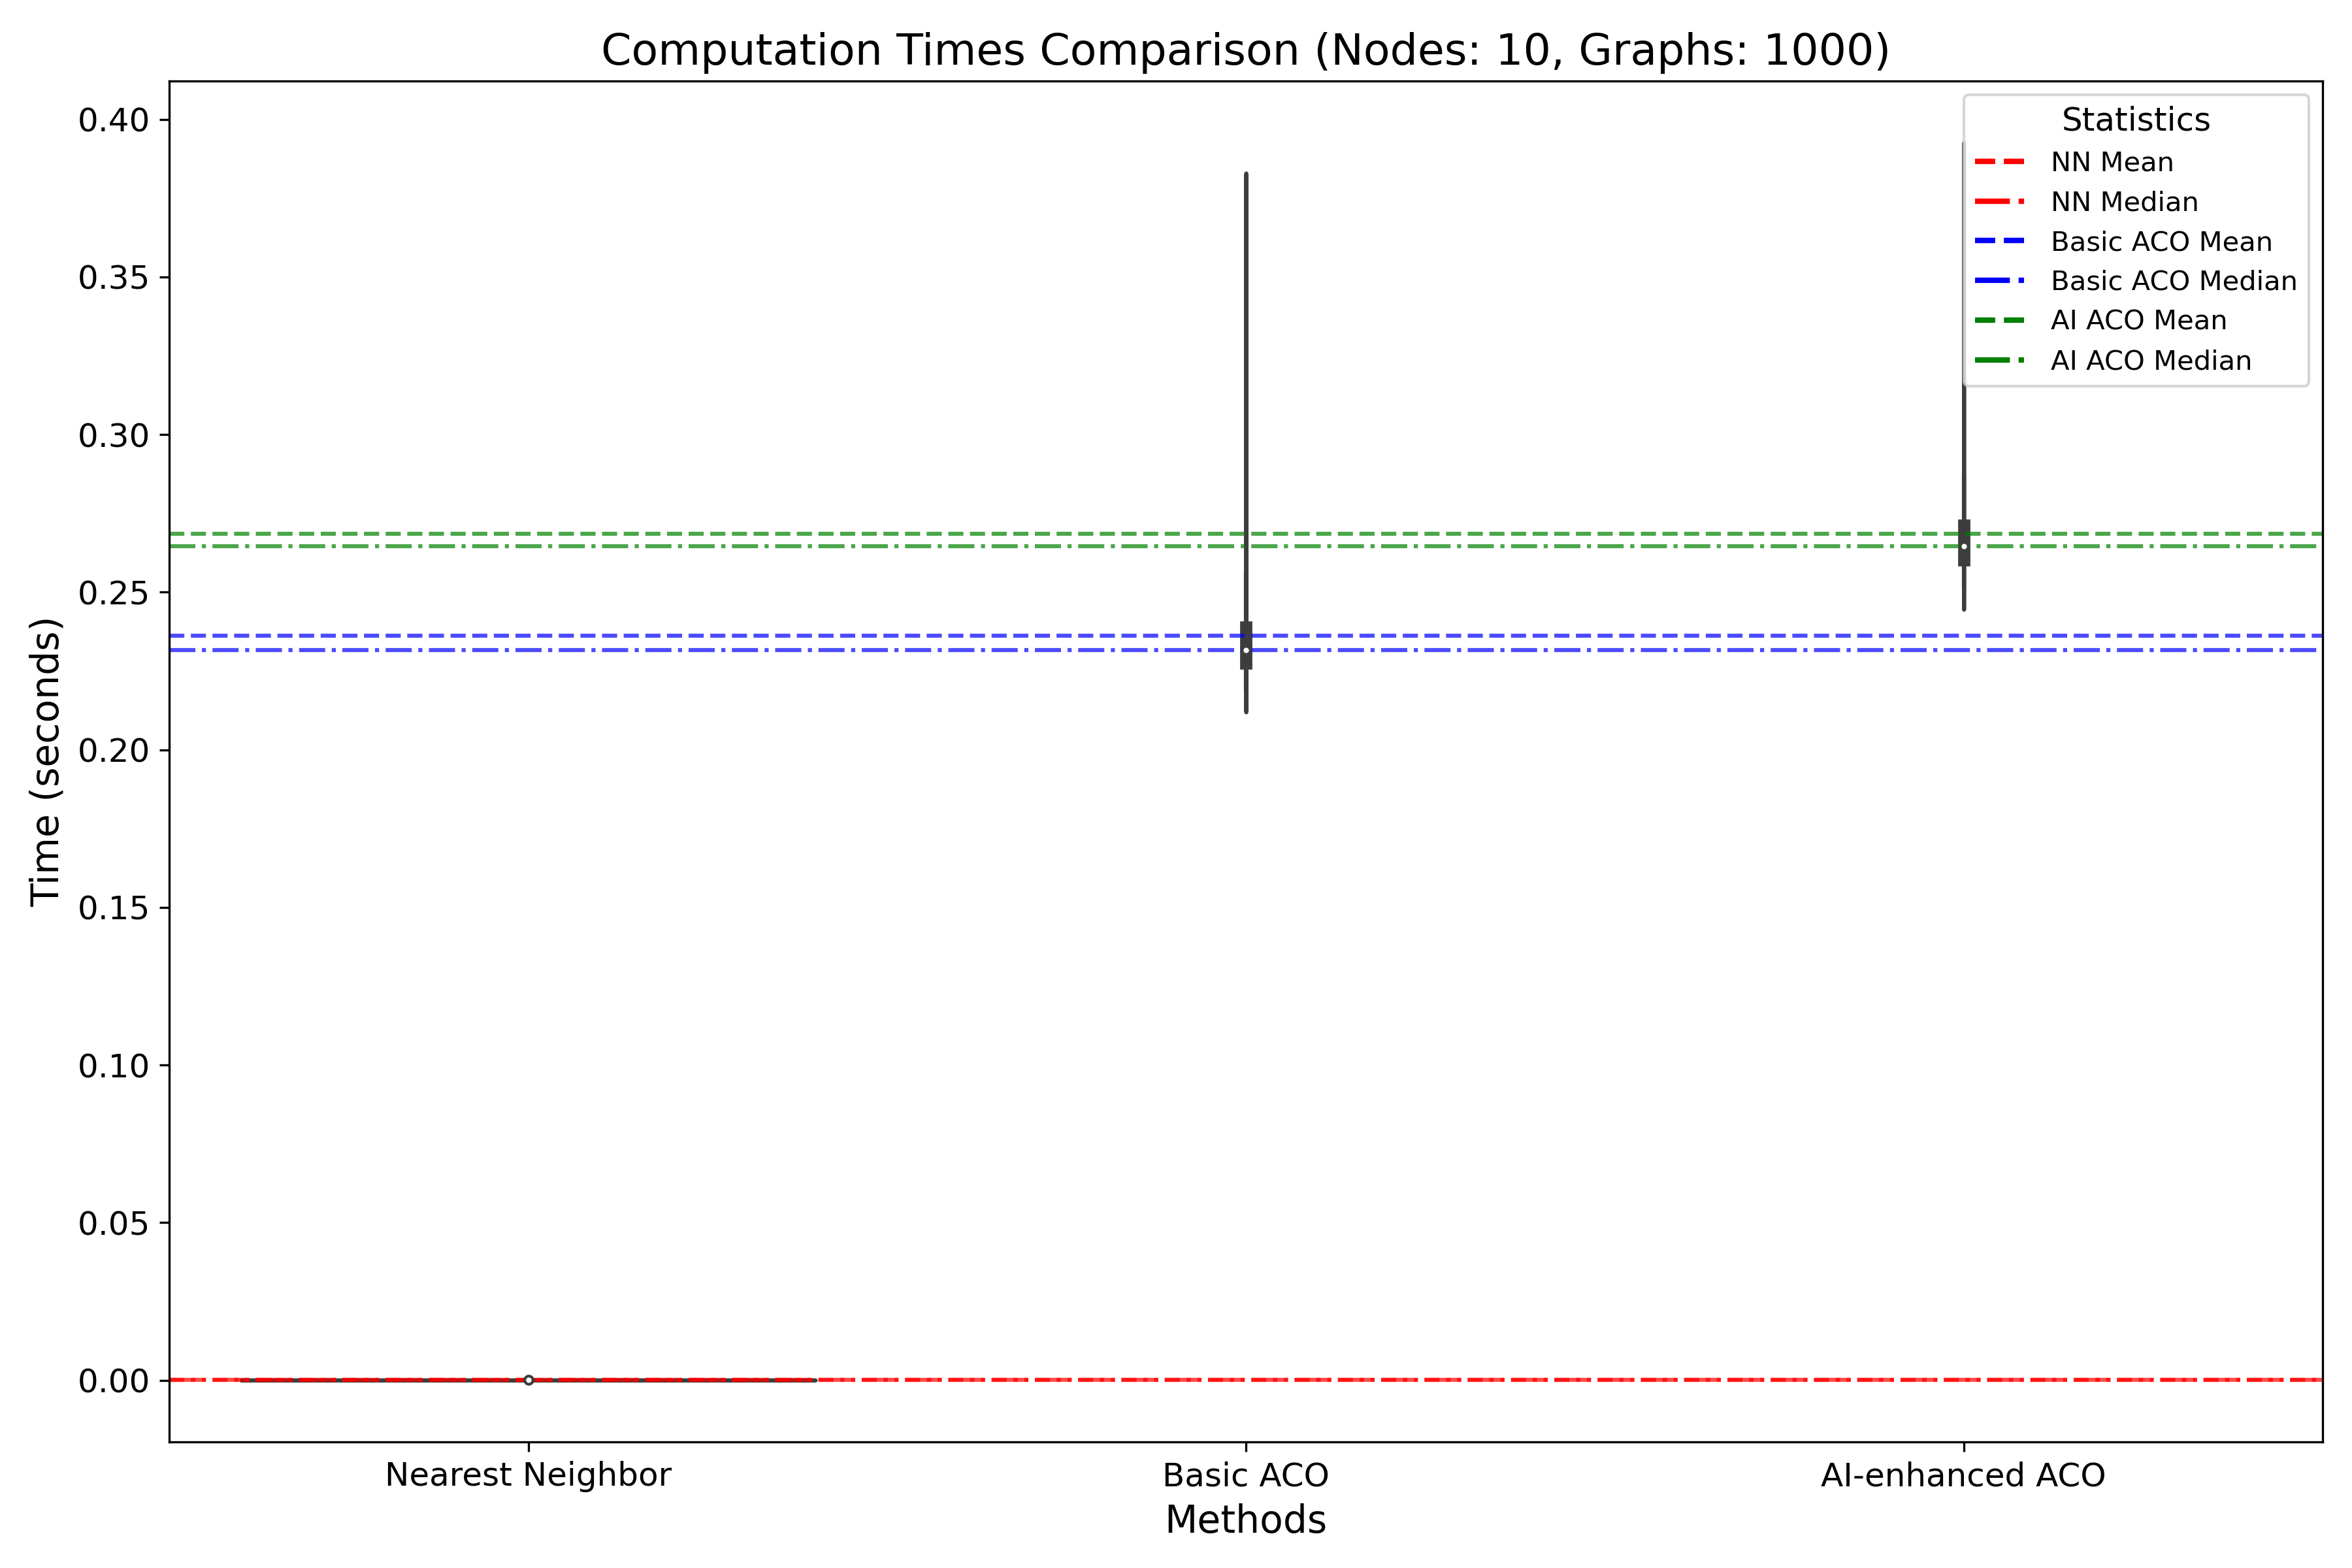 Computation Times Comparison (Nodes: 10, Graphs: 1000)
Statistics
NN Mean
NN Median
Basic ACO Mean
Basic ACO Median
AI ACO Mean
AI ACO Median
0.40
0.35
0.30
0.25
0.20
0.15
0.10
0.05
0.00
Time (seconds)
Nearest Neighbor
Basic ACO
AI-enhanced ACO
Methods